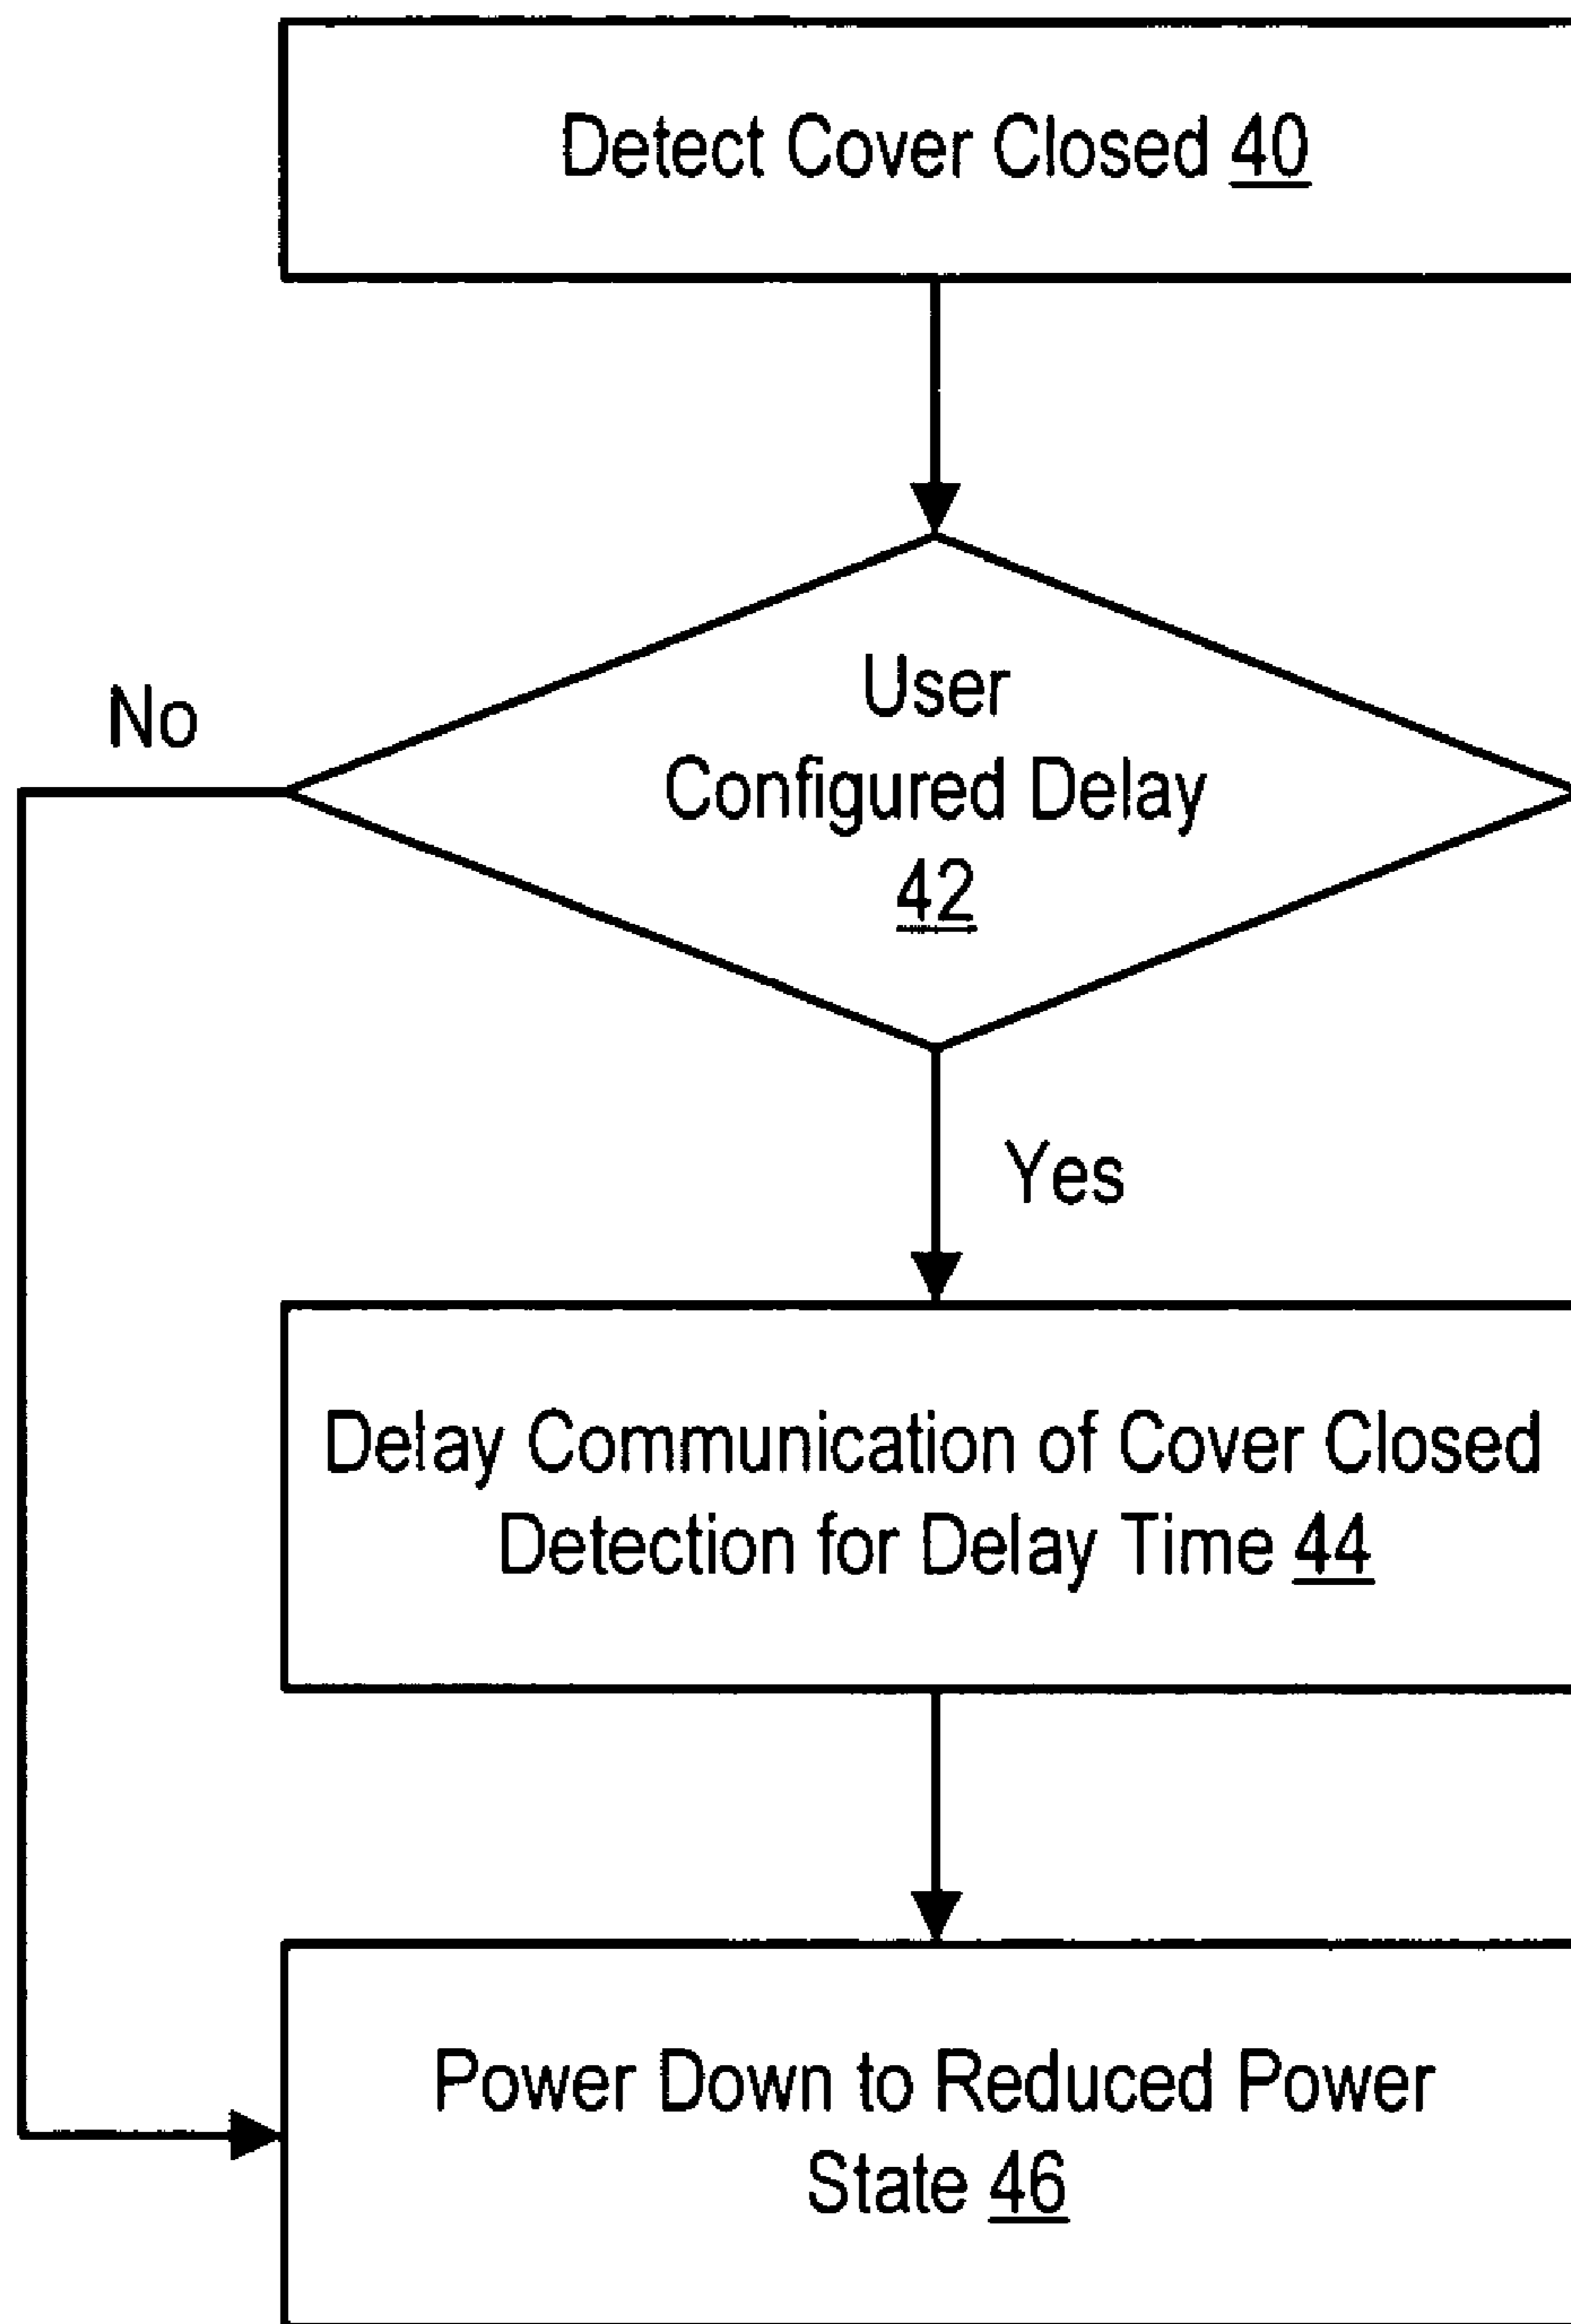 Detect Cover Closed 40
User
Configured Delay
42
No
Yes
Delay Communication of Cover Closed
Detection for Delay Time 44
Power Down to Reduced Power
State 46